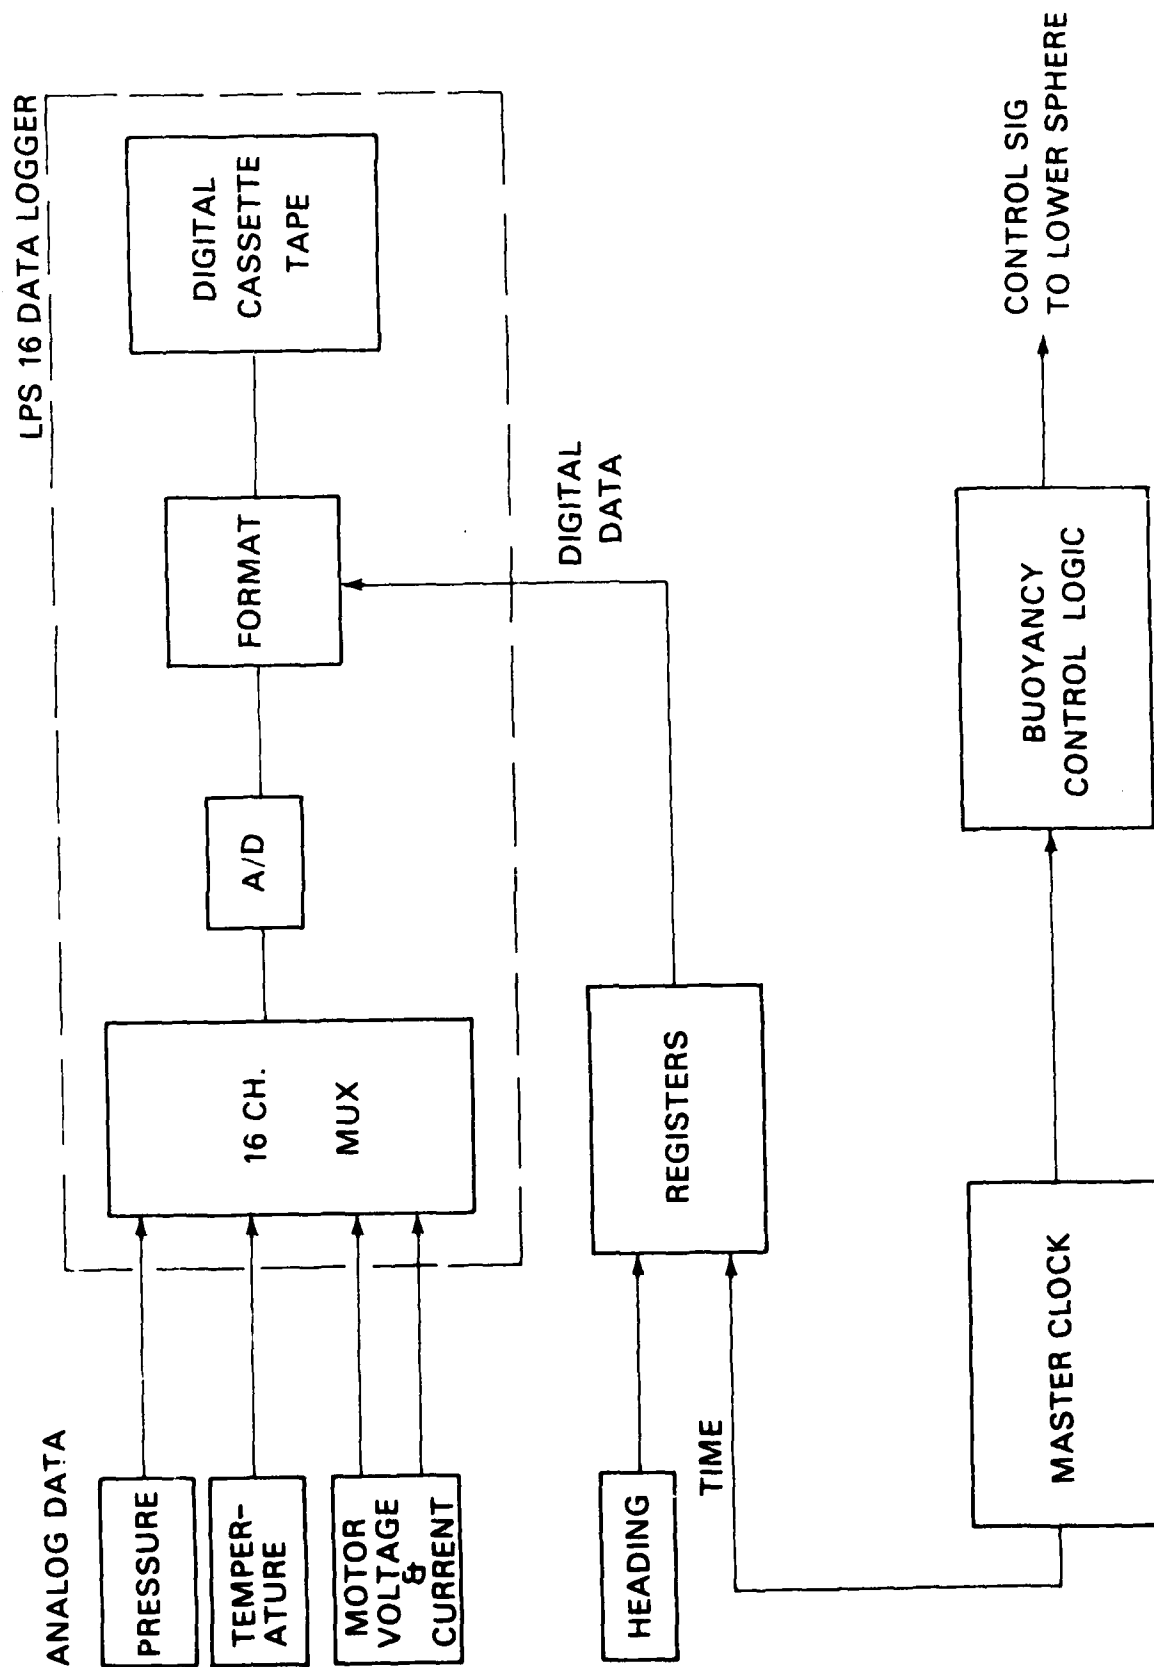 LPS 16 DATA LOGGER
ANALOG DATA
PRESSURE
TEMPER-
ATURE
MOTOR
VOLTAGE
&
CURRENT
16 CH.
MUX
A/D
FORMAT
DIGITAL
CASSETTE
TAPE
DIGITAL
DATA
HEADING
TIME
REGISTERS
MASTER CLOCK
BUOYANCY
CONTROL LOGIC
CONTROL SIG
TO LOWER SPHERE